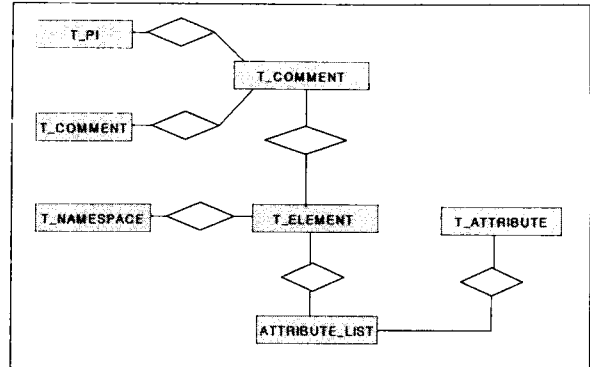 T_PI
T_COMMENT
T_COMMENT
T_NAMESPACE
T_ELEMENT
T_ATTRIBUTE
ATTRIBUTE_LIST